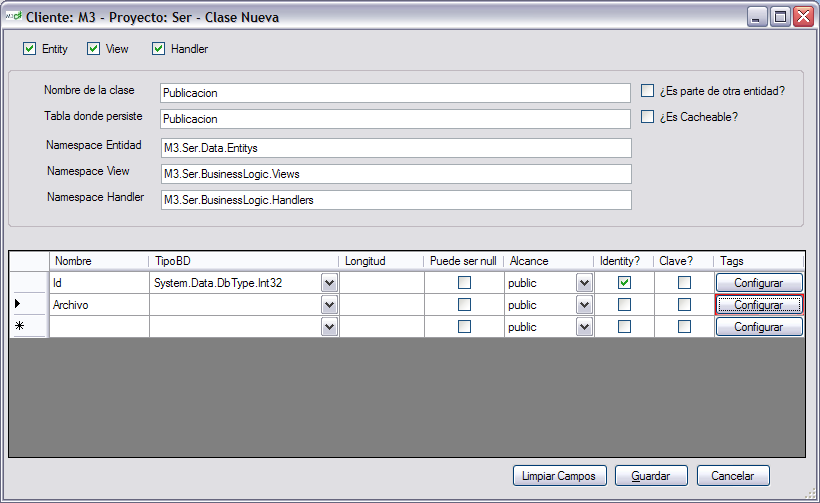 M3 Cliente: M3 - Proyecto: Ser - Clase Nueva
Entity View Handler
Nombre de la clase Publicacion ¿Es parte de otra entidad?
Tabla donde persiste Publicacion ¿Es Cacheable?
Namespace Entidad M3.Ser.Data.Entitys
Namespace View M3.Ser.BusinessLogic.Views
Namespace Handler M3.Ser.BusinessLogic.Handlers
Nombre TipoBD Longitud Puede ser null Alcance Identity? Clave? Tags
Id System.Data.DbType.Int32 public Configurar
Archivo public Configurar
* public Configurar
Limpiar Campos Guardar Cancelar